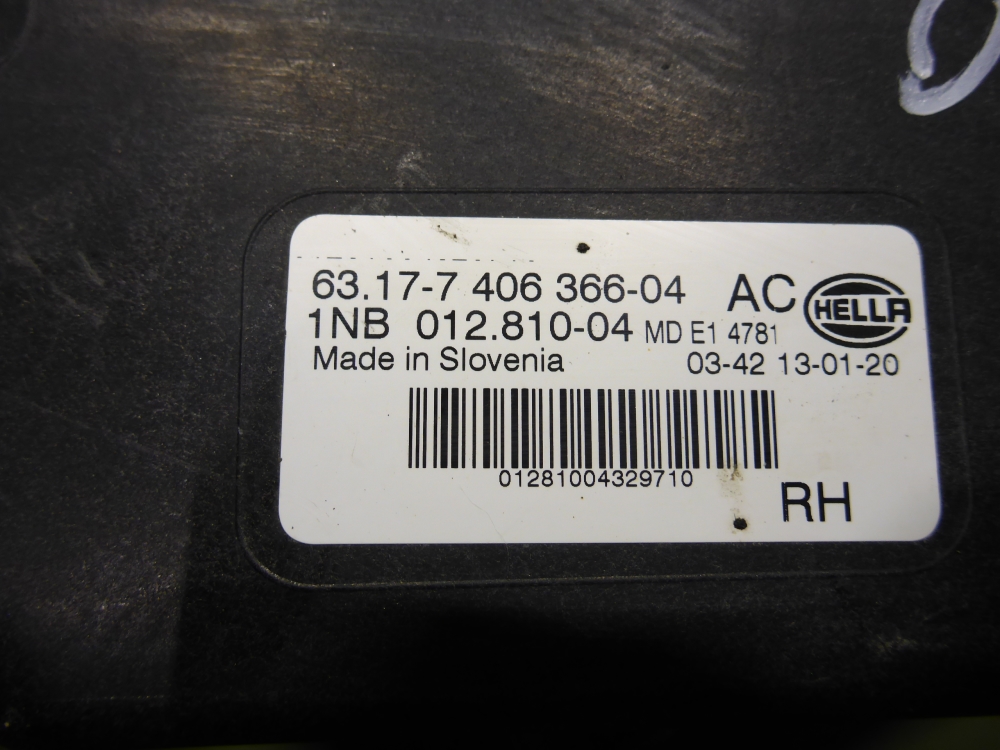 63.17-7 406 366-04 AC HELLA
1NB 012.810-04 MD E1 4781
Made in Slovenia 03-42 13-01-20
01281004329710
RH